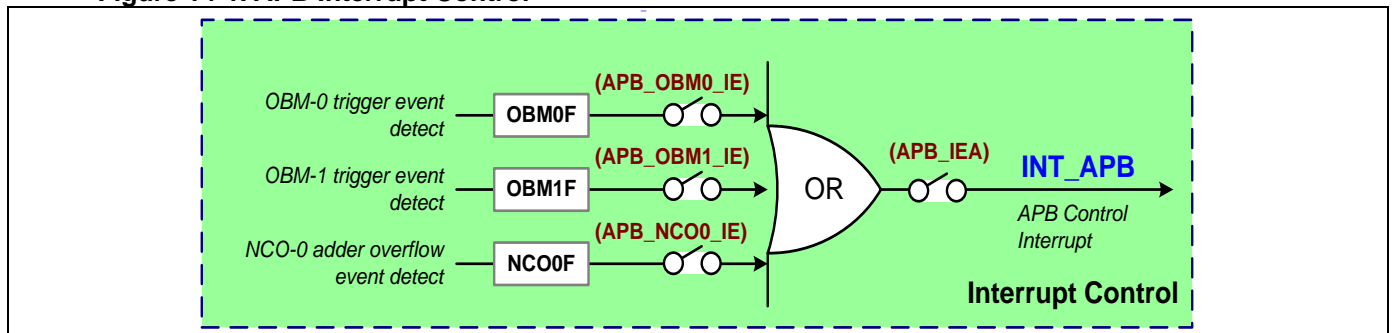 (APB_OBM0_IE)
OBM-0 trigger event
detect
OBM0F
(APB_OBM1_IE)
(APB_IEA)
INT_APB
OBM-1 trigger event
detect
OBM1F
OR
APB Control
Interrupt
(APB_NCO0_IE)
NCO-0 adder overflow
event detect
NCO0F
Interrupt Control